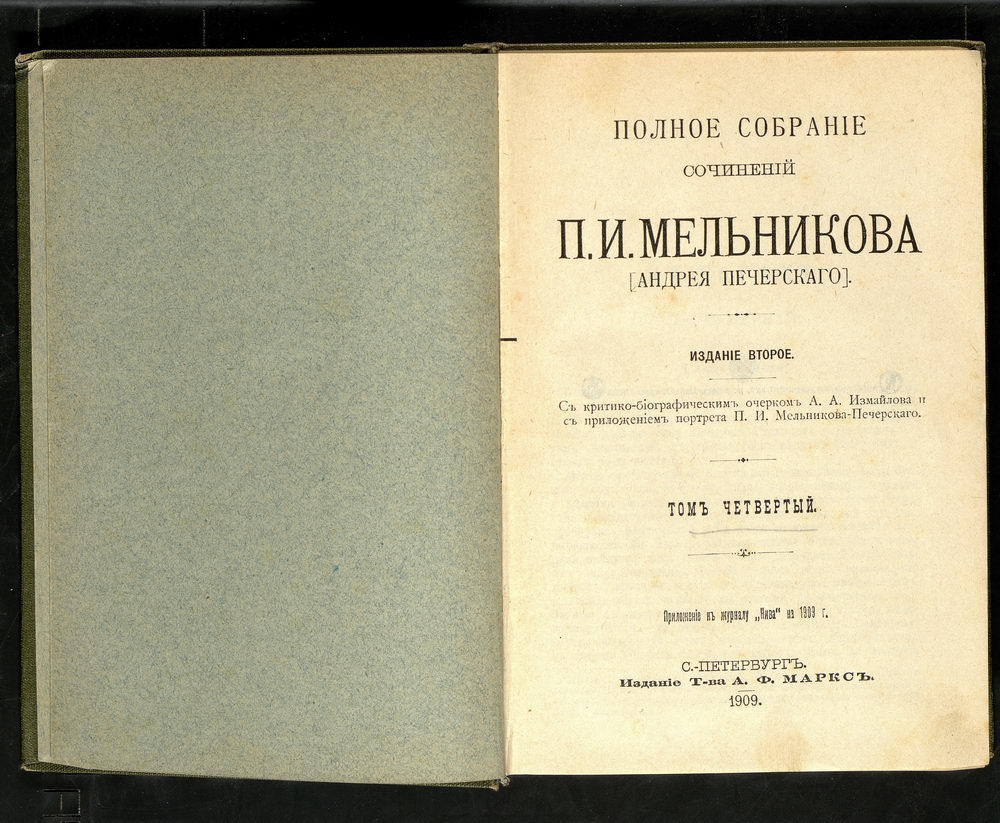 ПОЛНОЕ СОБРАНІЕ
СОЧИНЕНІЙ
П. И. МЕЛЬНИКОВА
[АНДРЕЯ ПЕЧЕРСКАГО].
ИЗДАНІЕ ВТОРОЕ.
Съ критико-біографическимъ очеркомъ А. А. Измайлова и
съ приложеніемъ портрета П. И. Мельникова-Печерскаго.
ТОМЪ ЧЕТВЕРТЫЙ.
Приложеніе къ журналу „Нива“ на 1909 г.
С.-ПЕТЕРБУРГЪ.
Изданіе Т-ва А. Ф. МАРКСЪ.
1909.